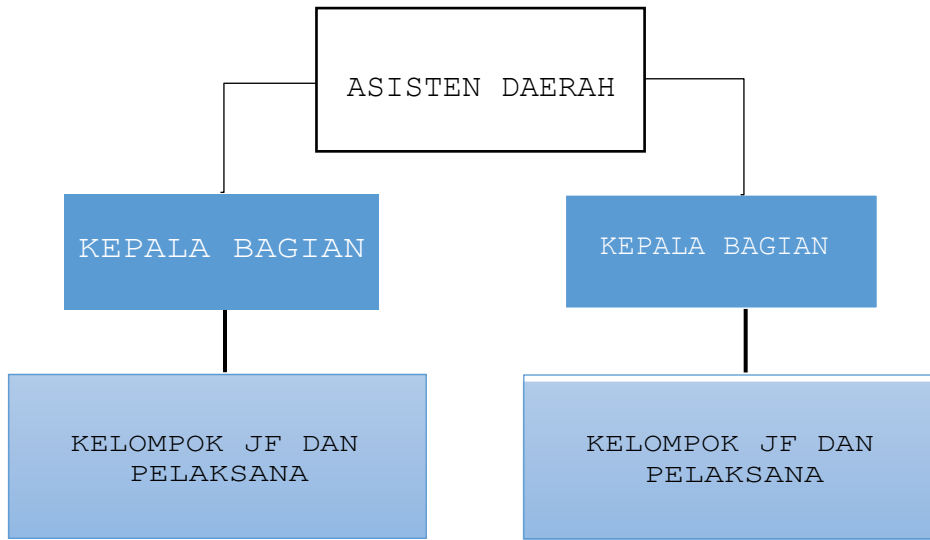 ASISTEN DAERAH
KEPALA BAGIAN
KEPALA BAGIAN
KELOMPOK JF DAN
PELAKSANA
KELOMPOK JF DAN
PELAKSANA